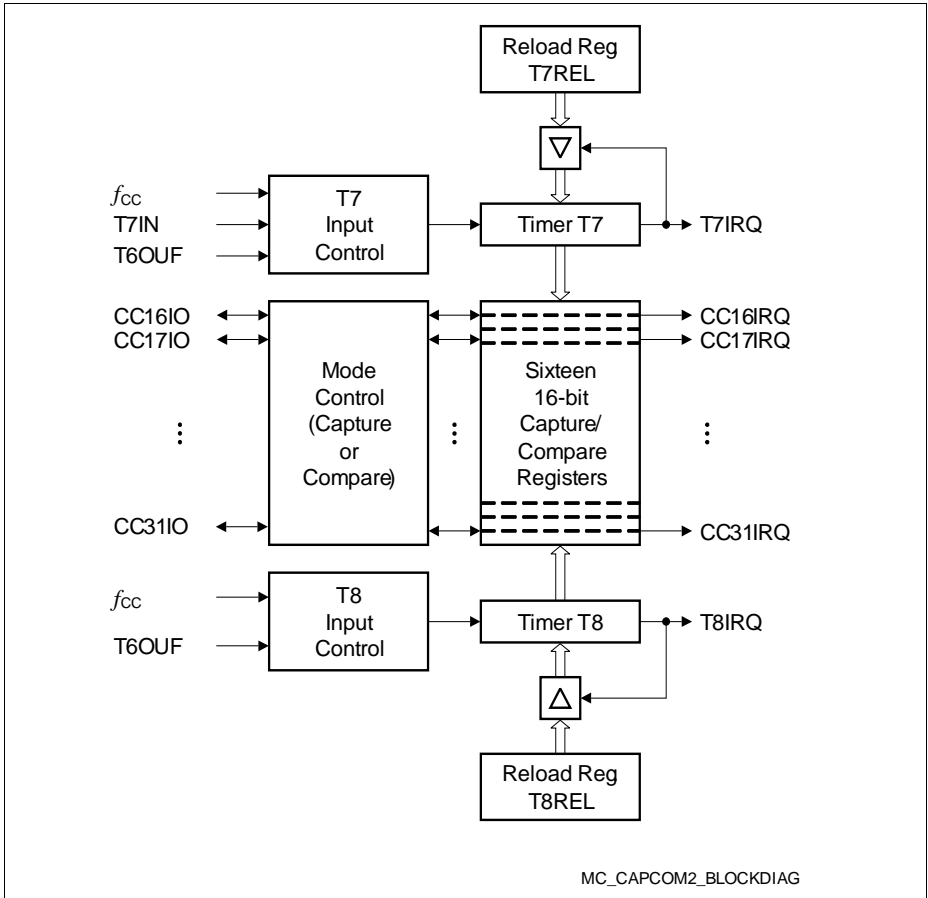 Reload Reg
T7REL
fCC
T7IN
T6OUF
T7
Input
Control
Timer T7
T7IRQ
CC16IO
CC17IO
CC31IO
Mode
Control
(Capture
or
Compare)
Sixteen
16-bit
Capture/
Compare
Registers
CC16IRQ
CC17IRQ
CC31IRQ
fCC
T6OUF
T8
Input
Control
Timer T8
T8IRQ
Reload Reg
T8REL
MC_CAPCOM2_BLOCKDIAG